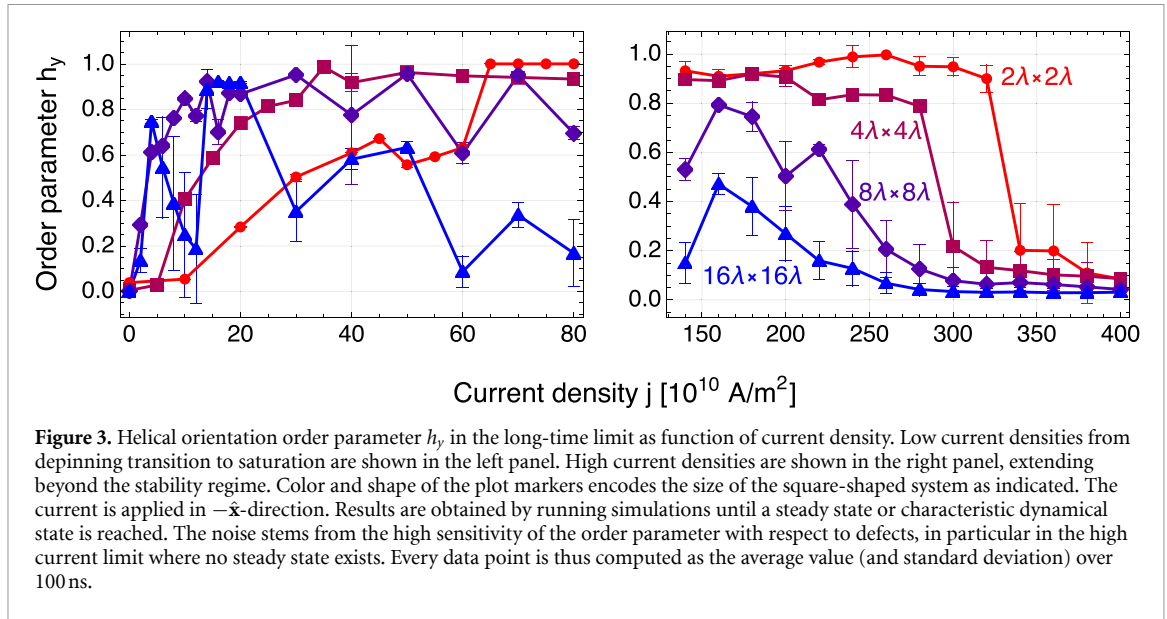 Order parameter h_y
1.0
0.8
0.6
0.4
0.2
0.0
0 20 40 60 80
1.0
0.8
0.6
0.4
0.2
0.0
150 200 250 300 350 400
2λ×2λ
4λ×4λ
8λ×8λ
16λ×16λ
Current density j [10^10 A/m^2]
Figure 3. Helical orientation order parameter h_y in the long-time limit as function of current density. Low current densities from
depinning transition to saturation are shown in the left panel. High current densities are shown in the right panel, extending
beyond the stability regime. Color and shape of the plot markers encodes the size of the square-shaped system as indicated. The
current is applied in −x̂-direction. Results are obtained by running simulations until a steady state or characteristic dynamical
state is reached. The noise stems from the high sensitivity of the order parameter with respect to defects, in particular in the high
current limit where no steady state exists. Every data point is thus computed as the average value (and standard deviation) over
100 ns.